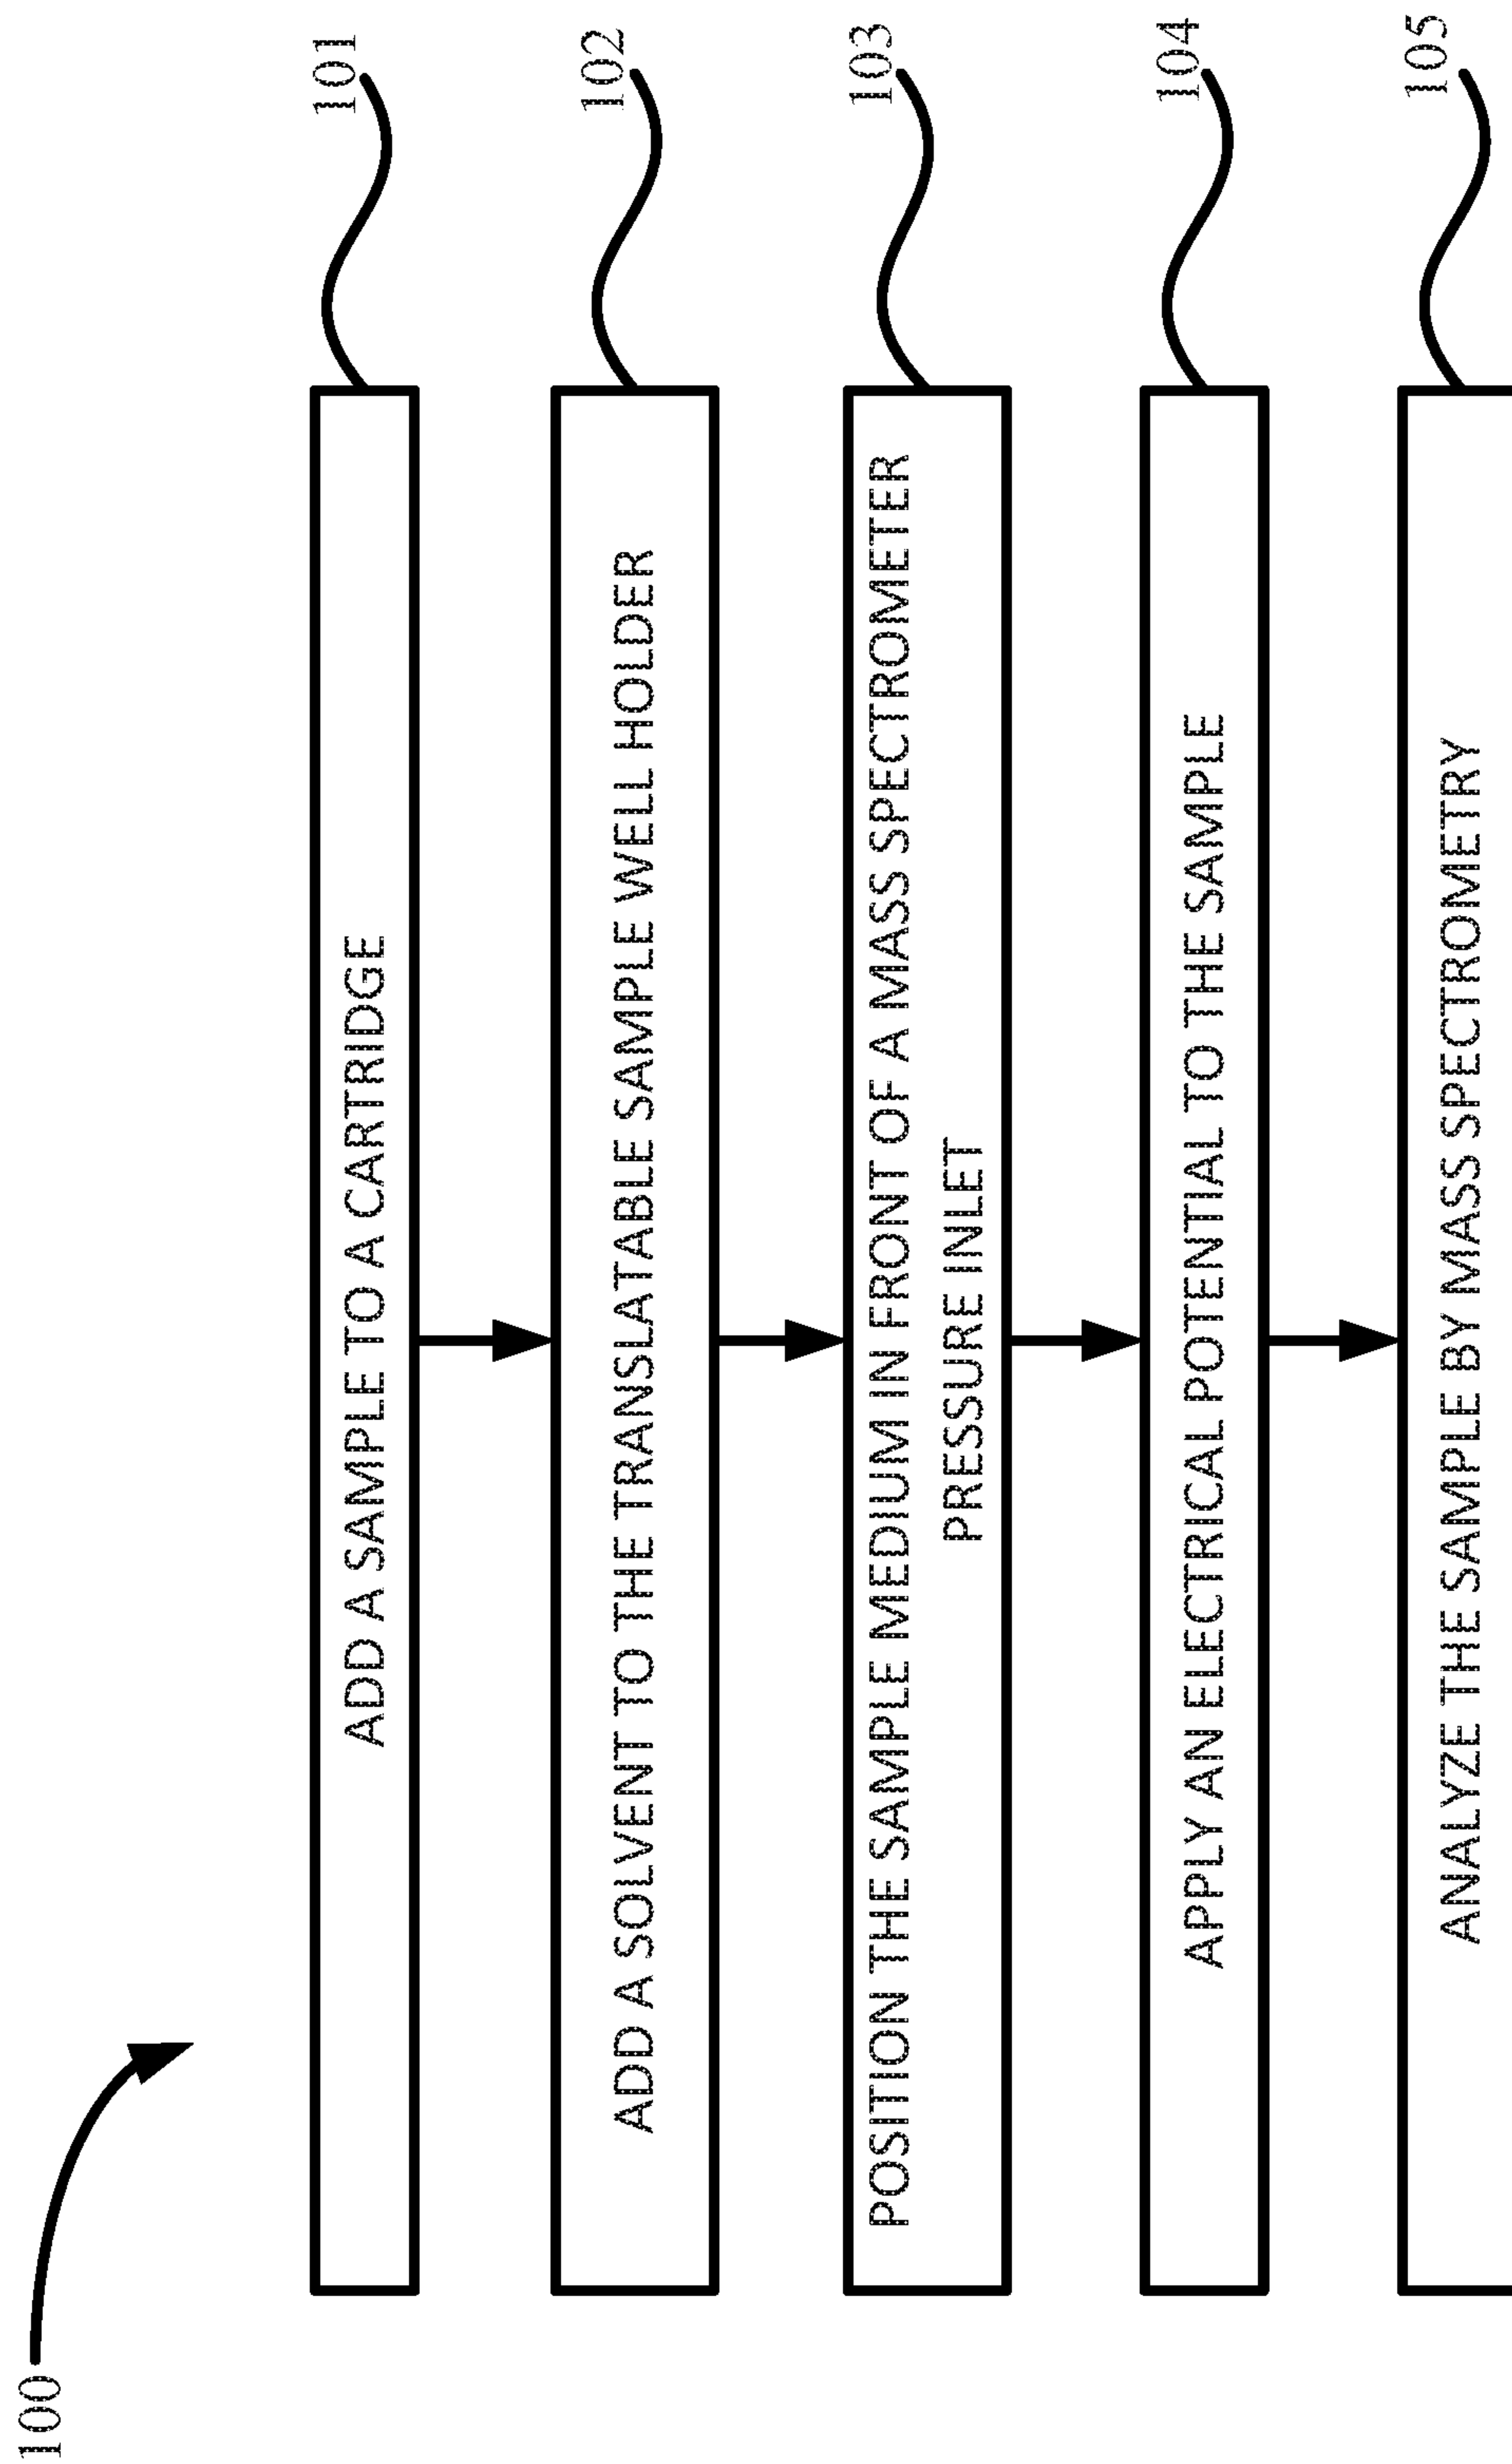 100
ADD A SAMPLE TO A CARTRIDGE
101
ADD A SOLVENT TO THE TRANSLATABLE SAMPLE WELL HOLDER
102
POSITION THE SAMPLE MEDIUM IN FRONT OF A MASS SPECTROMETER
PRESSURE INLET
103
APPLY AN ELECTRICAL POTENTIAL TO THE SAMPLE
104
ANALYZE THE SAMPLE BY MASS SPECTROMETRY
105